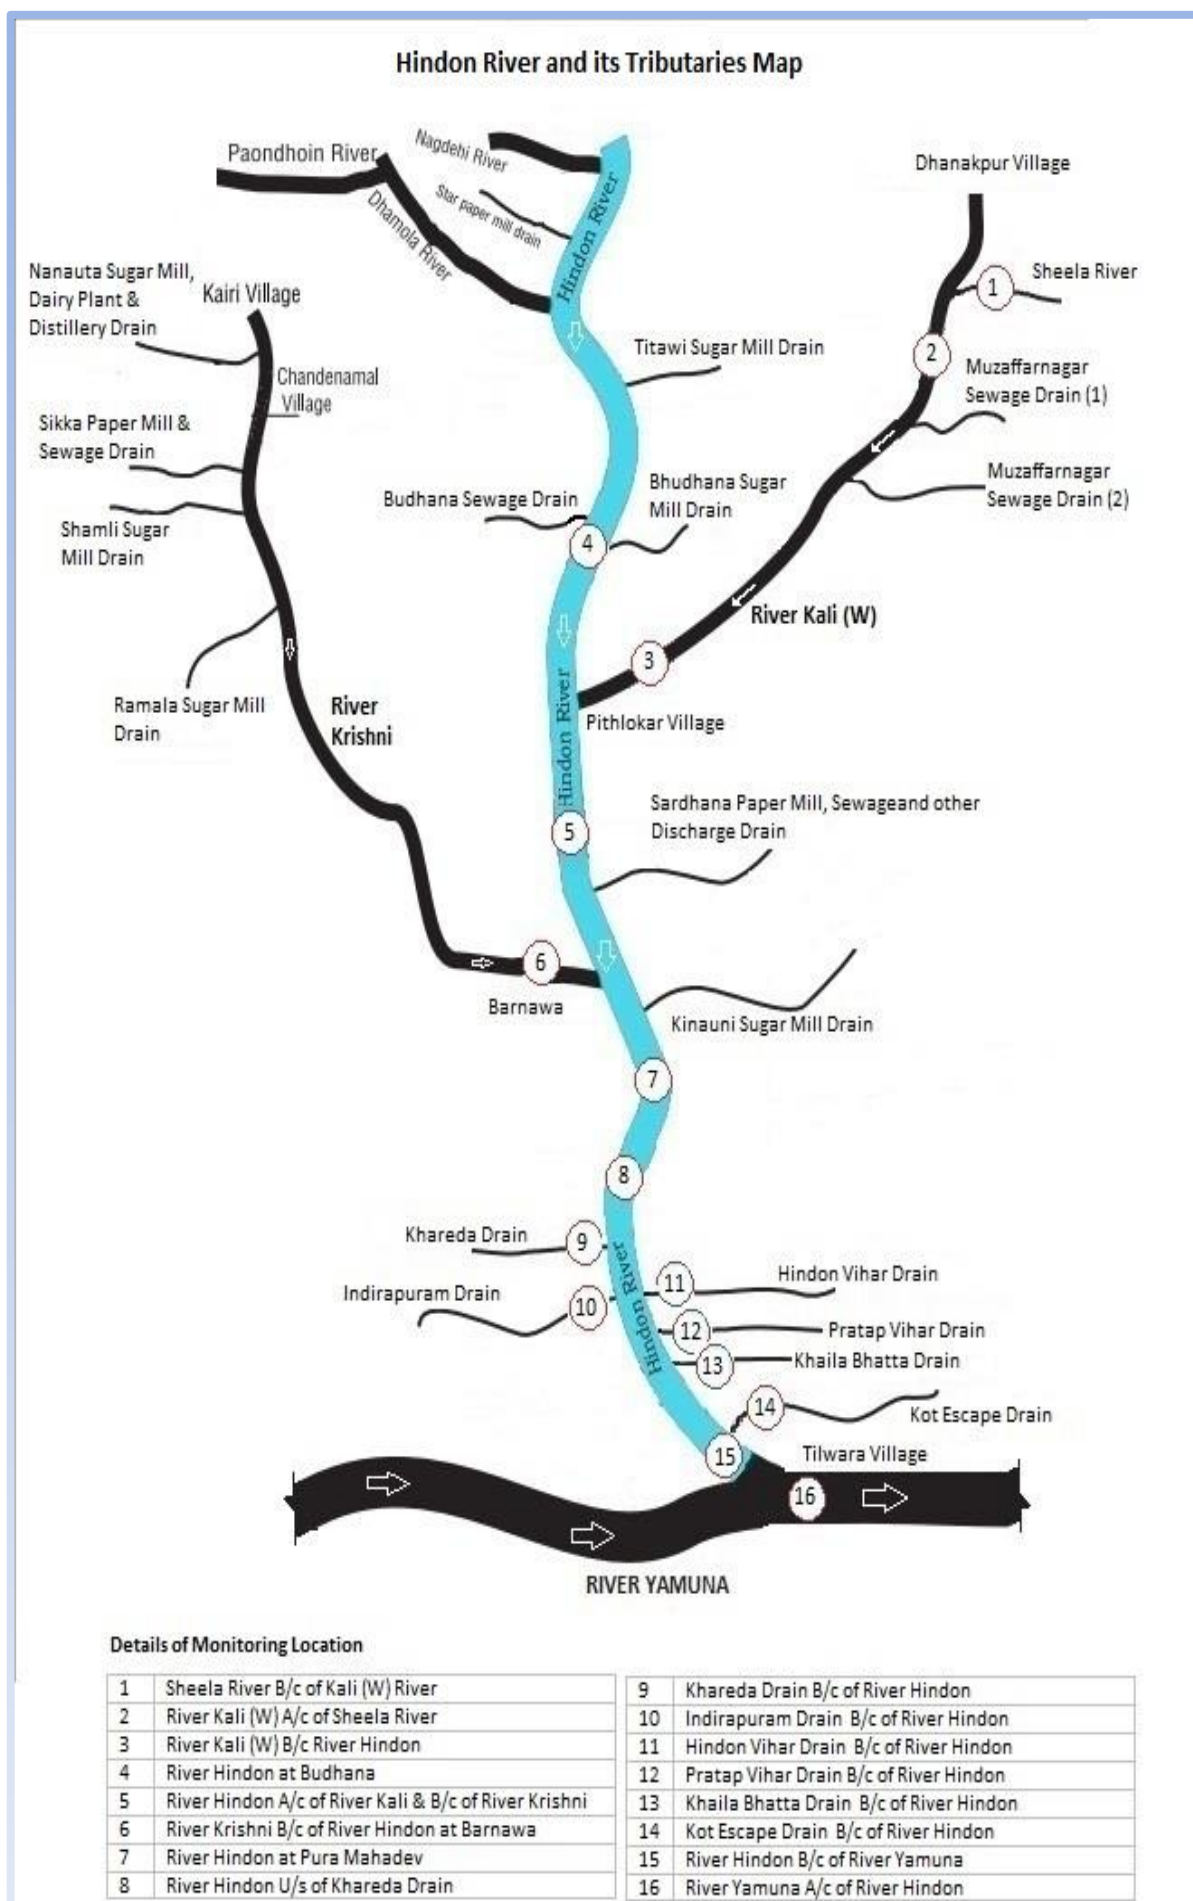 Hindon River and its Tributaries Map
Nagdehi River
Paondhoin River
Dhanakpur Village
Star paper mill drain
Hindon River
Dhamola River
Sheela River
1
Nanauta Sugar Mill,
Dairy Plant &
Distillery Drain
Kairi Village
Titawi Sugar Mill Drain
2
Muzaffarnagar
Sewage Drain (1)
Chandenamal
Village
Sikka Paper Mill &
Sewage Drain
Muzaffarnagar
Sewage Drain (2)
Bhudhana Sugar
Mill Drain
Budhana Sewage Drain
Shamli Sugar
Mill Drain
4
River Kali (W)
3
Ramala Sugar Mill
Drain
River
Krishni
Hindon River
Pithlokar Village
Sardhana Paper Mill, Sewageand other
Discharge Drain
5
6
Barnawa
Kinauni Sugar Mill Drain
7
8
Khareda Drain
9
Hindon River
Indirapuram Drain
10
11
Hindon Vihar Drain
12
Pratap Vihar Drain
13
Khaila Bhatta Drain
14
Kot Escape Drain
15
Tilwara Village
16
RIVER YAMUNA
Details of Monitoring Location
1 Sheela River B/c of Kali (W) River
2 River Kali (W) A/c of Sheela River
3 River Kali (W) B/c River Hindon
4 River Hindon at Budhana
5 River Hindon A/c of River Kali & B/c of River Krishni
6 River Krishni B/c of River Hindon at Barnawa
7 River Hindon at Pura Mahadev
8 River Hindon U/s of Khareda Drain
9 Khareda Drain B/c of River Hindon
10 Indirapuram Drain B/c of River Hindon
11 Hindon Vihar Drain B/c of River Hindon
12 Pratap Vihar Drain B/c of River Hindon
13 Khaila Bhatta Drain B/c of River Hindon
14 Kot Escape Drain B/c of River Hindon
15 River Hindon B/c of River Yamuna
16 River Yamuna A/c of River Hindon